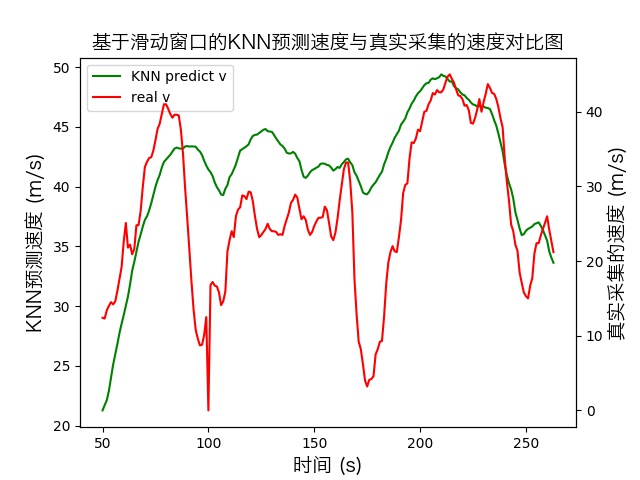 基于滑动窗口的KNN预测速度与真实采集的速度对比图
KNN predict v
real v
50
45
40
35
30
25
20
KNN预测速度 (m/s)
40
30
20
10
0
真实采集的速度 (m/s)
50 100 150 200 250
时间 (s)